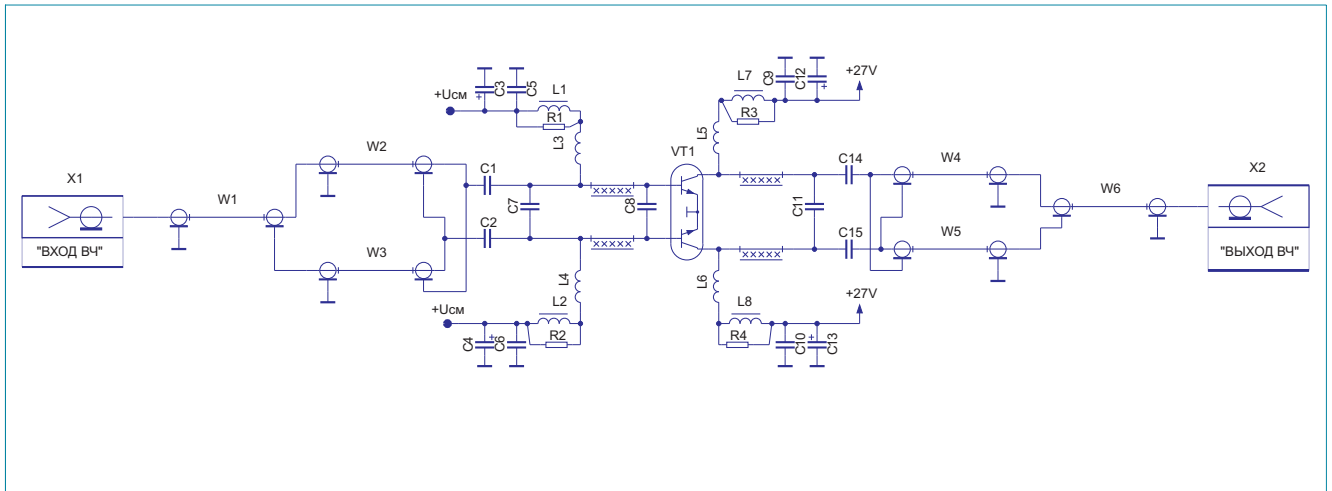 X1
"ВХОД ВЧ"
W1
W2
W3
+Uсм
C3
C5
L1
R1
L3
C1
C2
C7
C8
L4
+Uсм
L2
R2
C4
C6
VT1
L5
L7
R3
C9
C12
+27V
C14
C11
C15
L6
L8
R4
C10
C13
+27V
W4
W5
W6
X2
"ВЫХОД ВЧ"